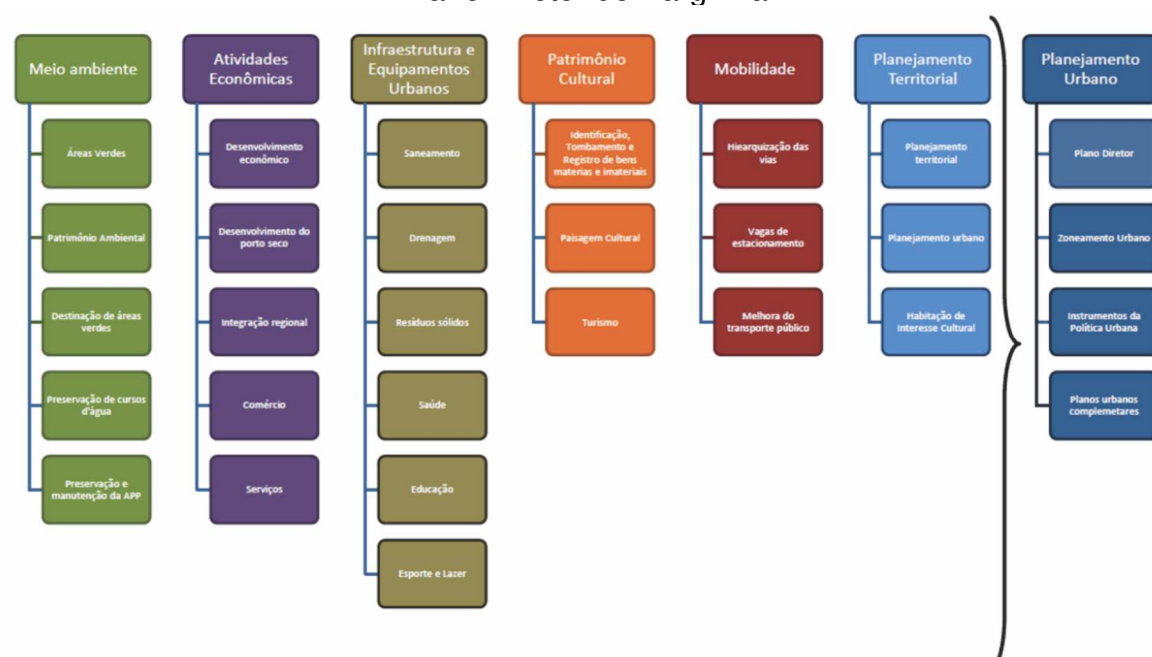 Meio ambiente
Áreas Verdes
Patrimônio Ambiental
Destinação de áreas
verdes
Preservação de cursos
d'água
Preservação e
manutenção da APP
Atividades
Econômicas
Desenvolvimento
econômico
Desenvolvimento do
porto seco
Integração regional
Comércio
Serviços
Infraestrutura e
Equipamentos
Urbanos
Saneamento
Drenagem
Resíduos sólidos
Saúde
Educação
Esporte e Lazer
Patrimônio
Cultural
Identificação,
Tombamento e
Registro de bens
materias e imateriais
Paisagem Cultural
Turismo
Mobilidade
Hiearquização das
vias
Vagas de
estacionamento
Melhora do
transporte público
Planejamento
Territorial
Planejamento
territorial
Planejamento urbano
Habitação de
Interesse Cultural
Planejamento
Urbano
Plano Diretor
Zoneamento Urbano
Instrumentos da
Política Urbana
Planos urbanos
complemetares